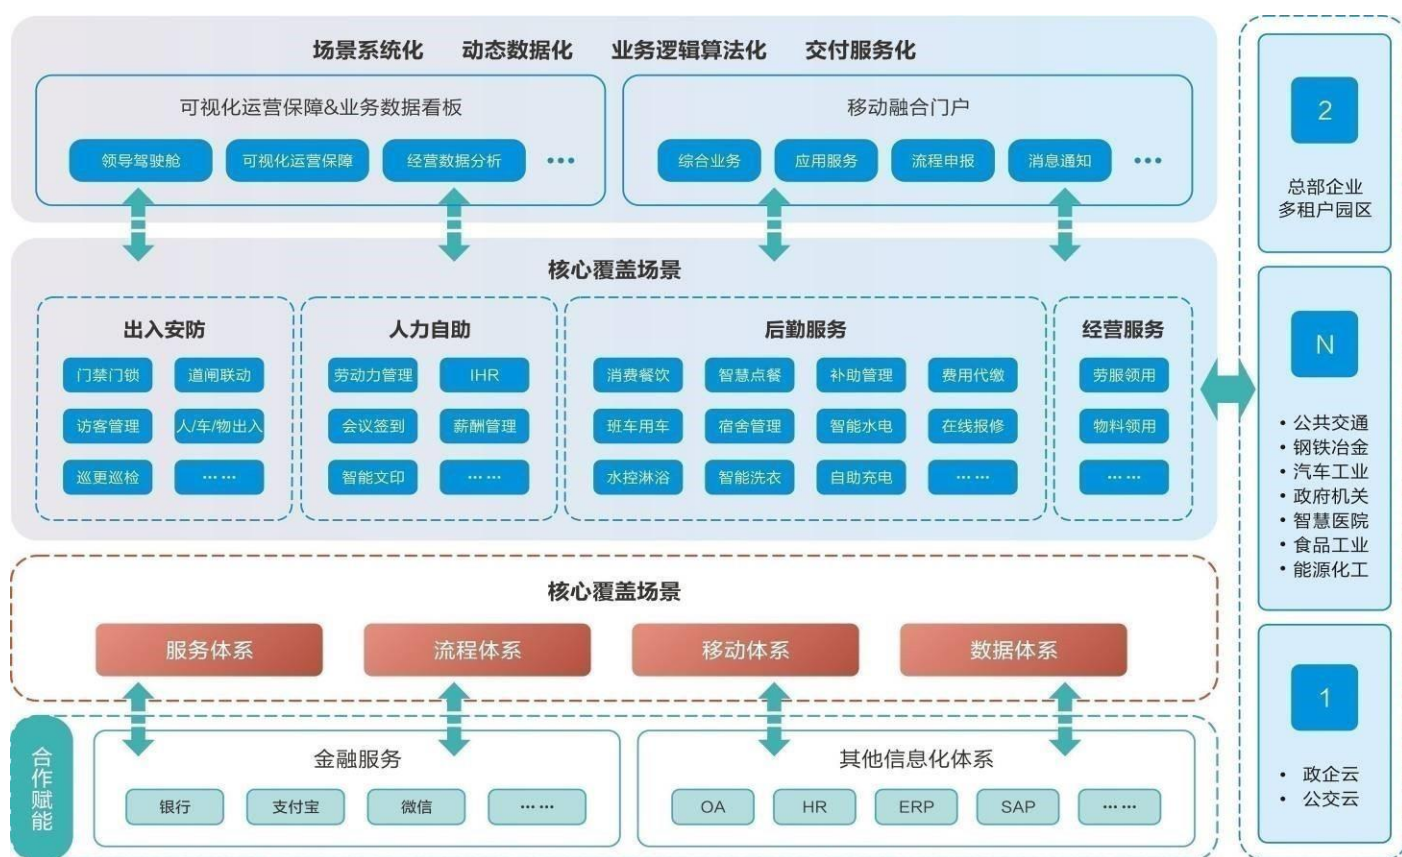 场景系统化 动态数据化 业务逻辑算法化 交付服务化
可视化运营保障&业务数据看板
领导驾驶舱 可视化运营保障 经营数据分析 •••
移动融合门户
综合业务 应用服务 流程申报 消息通知 •••
核心覆盖场景
出入安防
门禁门锁 道闸联动
访客管理 人/车/物出入
巡更巡检 ……
人力自助
劳动力管理 IHR
会议签到 薪酬管理
智能文印 ……
后勤服务
消费餐饮 智慧点餐 补助管理 费用代缴
班车用车 宿舍管理 智能水电 在线报修
水控淋浴 智能洗衣 自助充电 ……
经营服务
劳服领用
物料领用
……
核心覆盖场景
服务体系 流程体系 移动体系 数据体系
合作赋能
金融服务
银行 支付宝 微信 ……
其他信息化体系
OA HR ERP SAP ……
2
总部企业
多租户园区
N
• 公共交通
• 钢铁冶金
• 汽车工业
• 政府机关
• 智慧医院
• 食品工业
• 能源化工
1
• 政企云
• 公交云